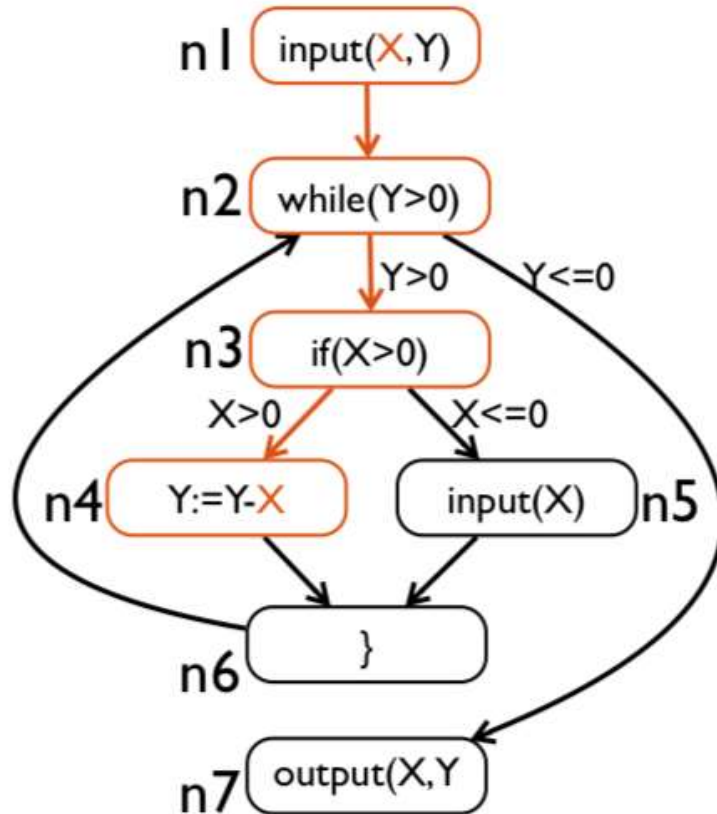 n1 input(X,Y)
n2 while(Y>0)
Y>0 Y<=0
n3 if(X>0)
X>0 X<=0
n4 Y:=Y-X input(X) n5
}
n6
n7 output(X,Y